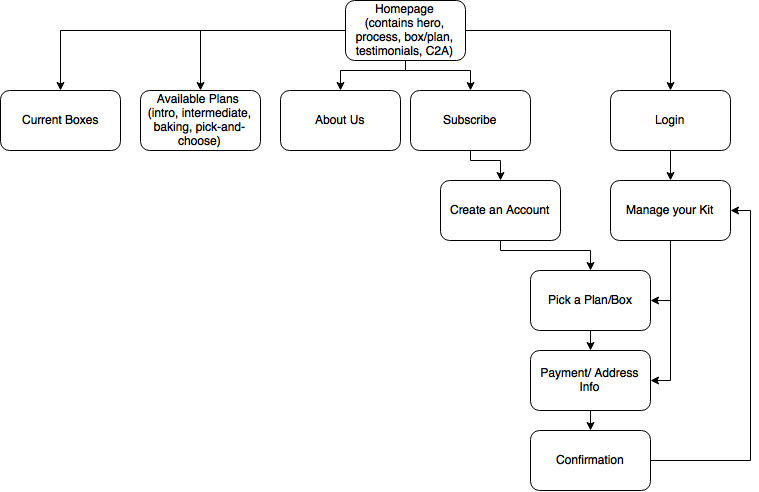 Homepage
(contains hero,
process, box/plan,
testimonials, C2A)
Current Boxes
Available Plans
(intro, intermediate,
baking, pick-and-
choose)
About Us
Subscribe
Login
Create an Account
Manage your Kit
Pick a Plan/Box
Payment/ Address
Info
Confirmation